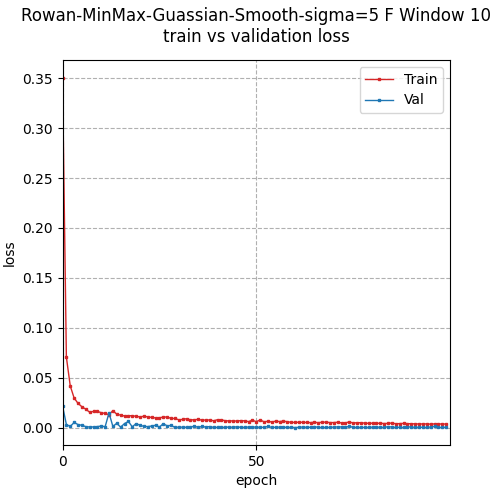 Rowan-MinMax-Guassian-Smooth-sigma=5 F Window 10
train vs validation loss
Train
Val
0.35
0.30
0.25
0.20
0.15
0.10
0.05
0.00
loss
0
50
epoch